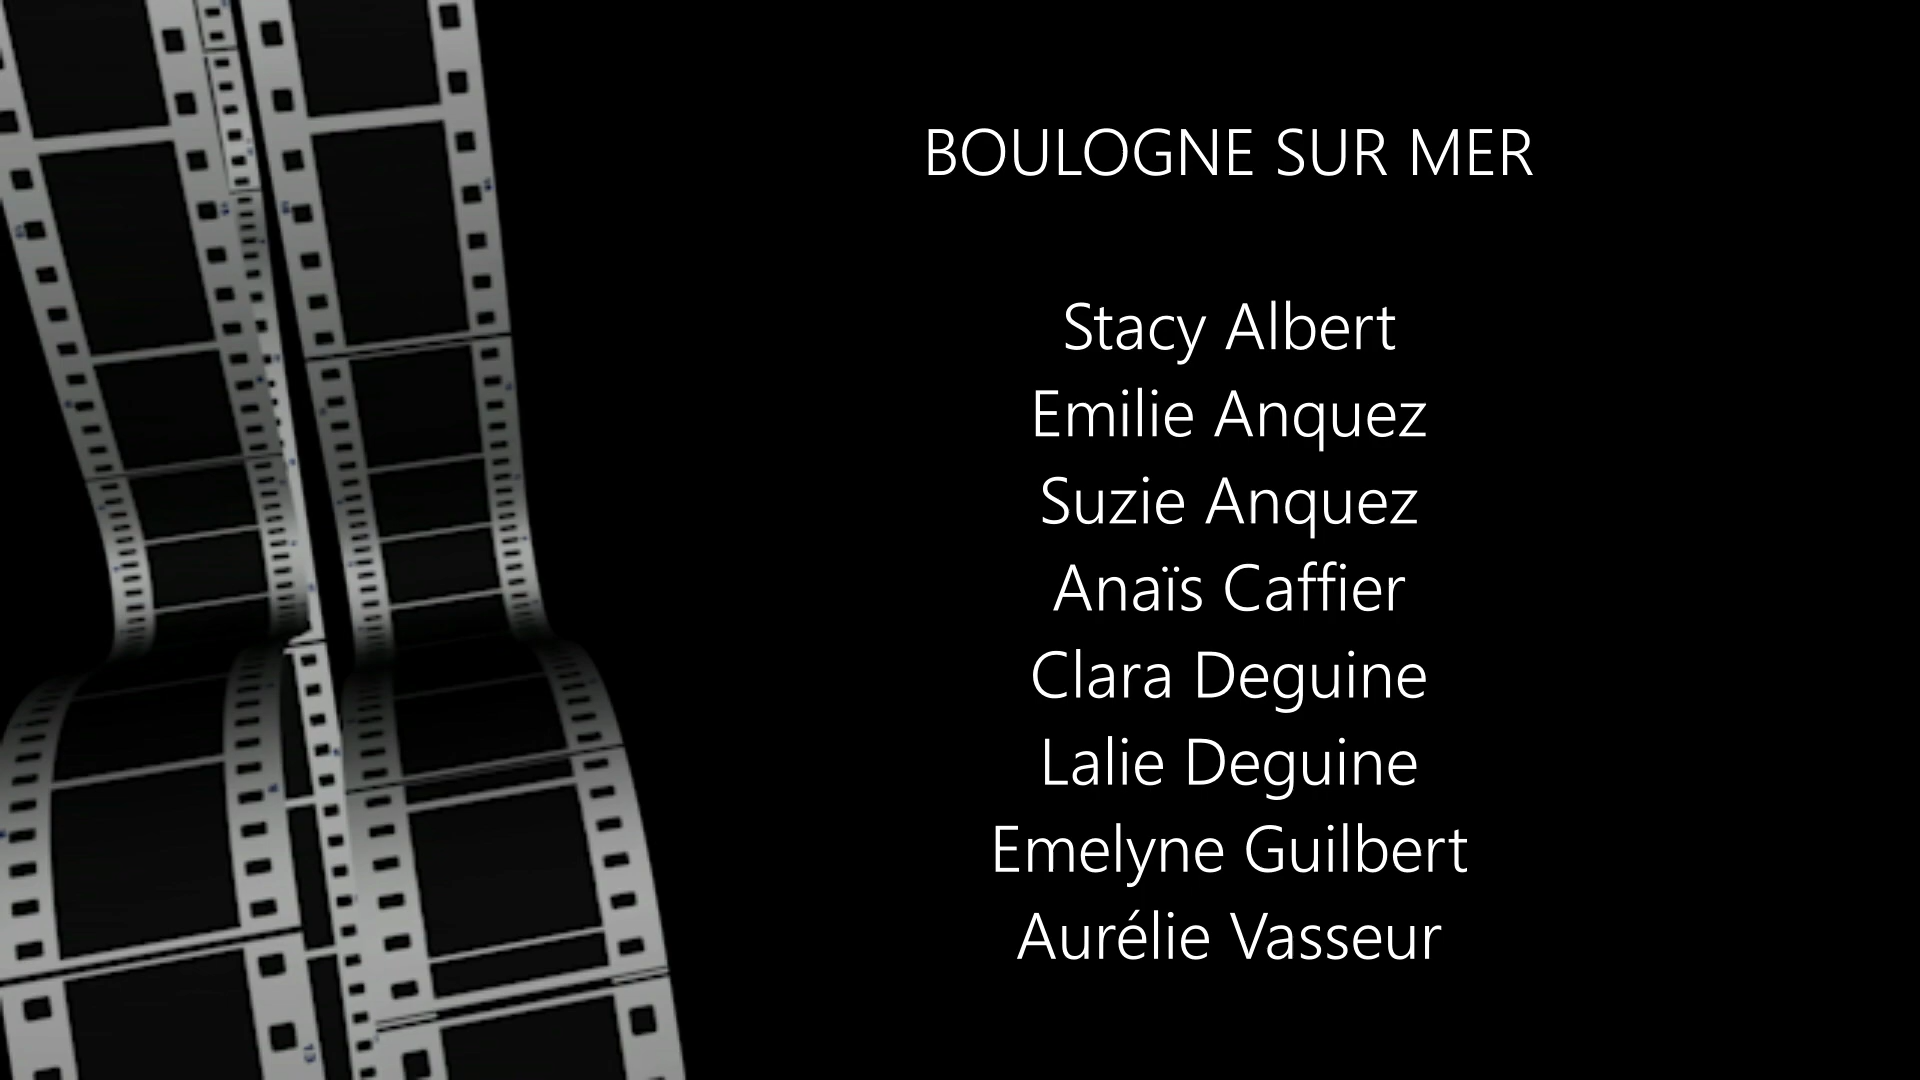 BOULOGNE SUR MER
Stacy Albert
Emilie Anquez
Suzie Anquez
Anaïs Caffier
Clara Deguine
Lalie Deguine
Emelyne Guilbert
Aurélie Vasseur